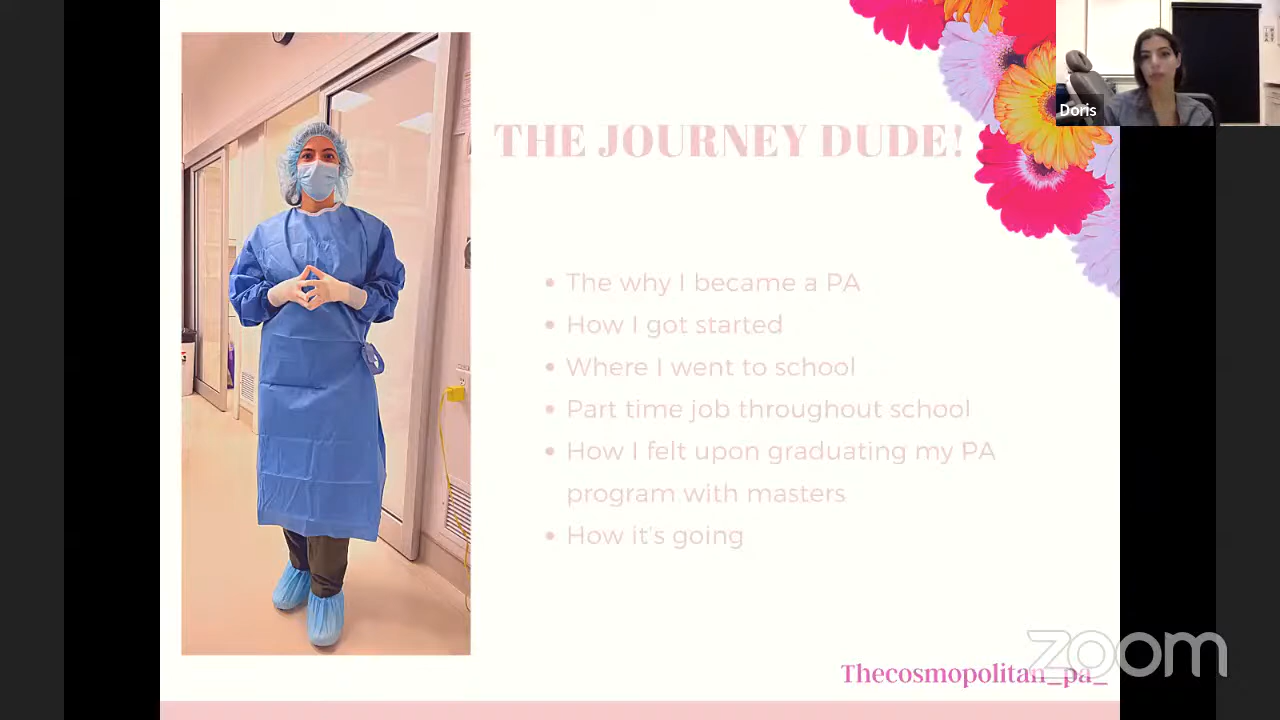 Doris
THE JOURNEY DUDE!
The why I became a PA
How I got started
Where I went to school
Part time job throughout school
How I felt upon graduating my PA
program with masters
How it's going
Thecosmopolitan_pa_
zoom